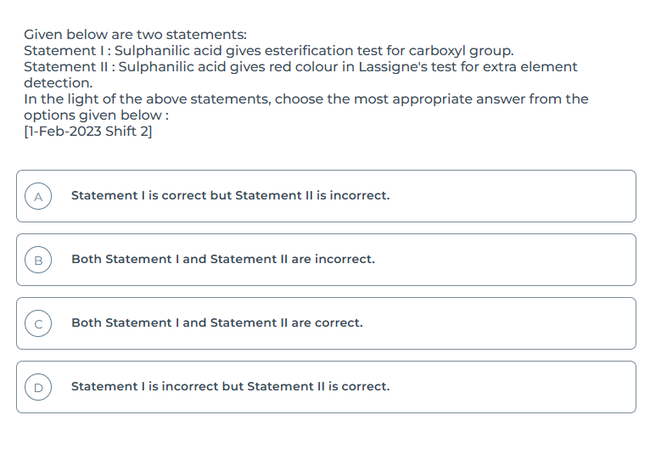 Given below are two statements:
Statement I : Sulphanilic acid gives esterification test for carboxyl group.
Statement II : Sulphanilic acid gives red colour in Lassigne's test for extra element
detection.
In the light of the above statements, choose the most appropriate answer from the
options given below :
[1-Feb-2023 Shift 2]
A Statement I is correct but Statement II is incorrect.
B Both Statement I and Statement II are incorrect.
C Both Statement I and Statement II are correct.
D Statement I is incorrect but Statement II is correct.